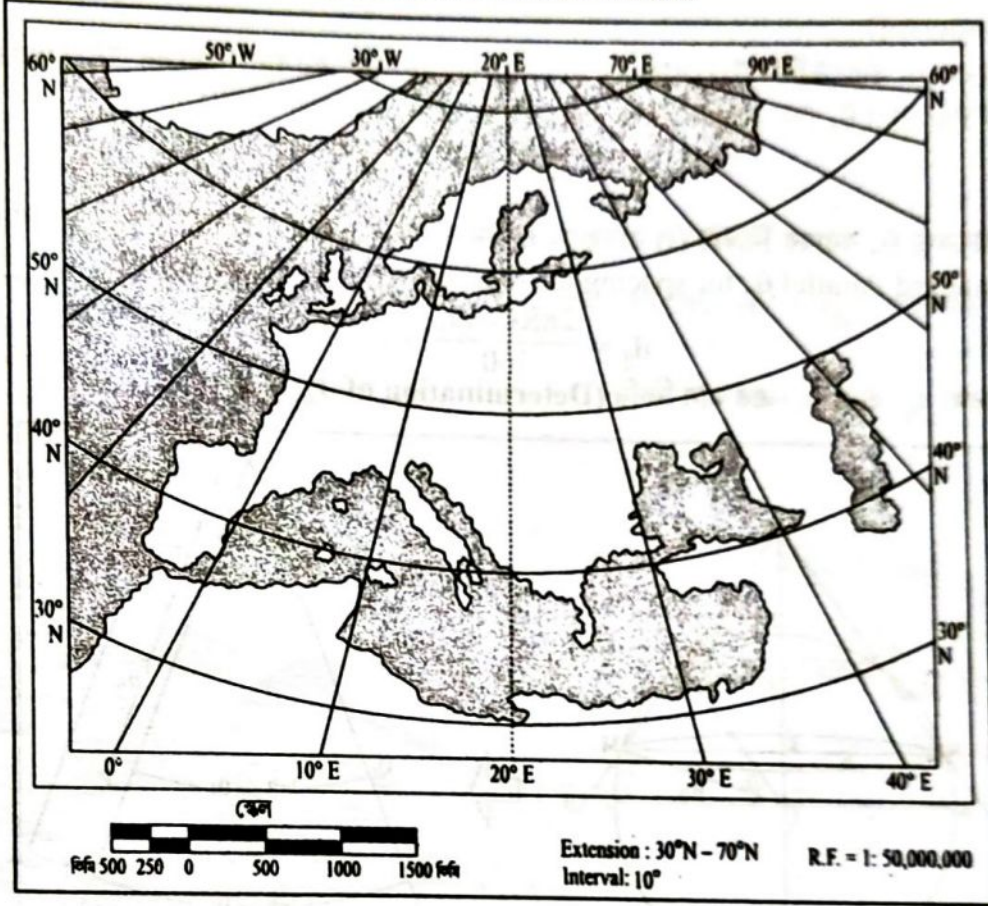 50° W 30° W 20° E 70° E 90° E
60° N 60° N
50° N 50° N
40° N 40° N
30° N 30° N
0° 10° E 20° E 30° E 40° E
স্কেল
কিমি 500 250 0 500 1000 1500 কিমি
Extension : 30°N – 70°N
Interval: 10°
R.F. = 1: 50,000,000